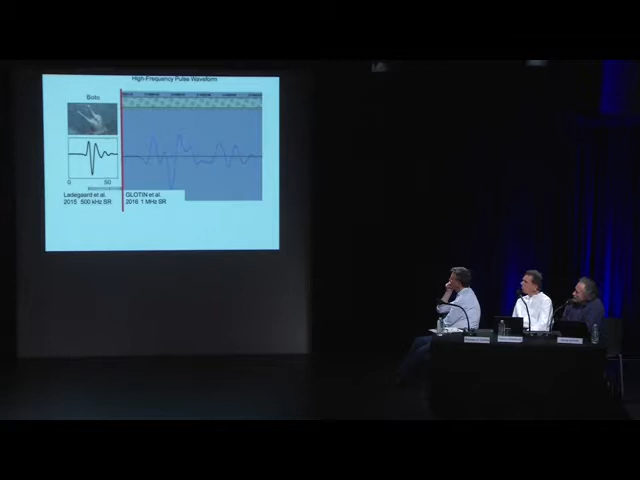 High-Frequency Pulse Waveform
Boto
0 50
Ladegaard et al.
2015 500 kHz SR
GLOTIN et al.
2016 1 MHz SR